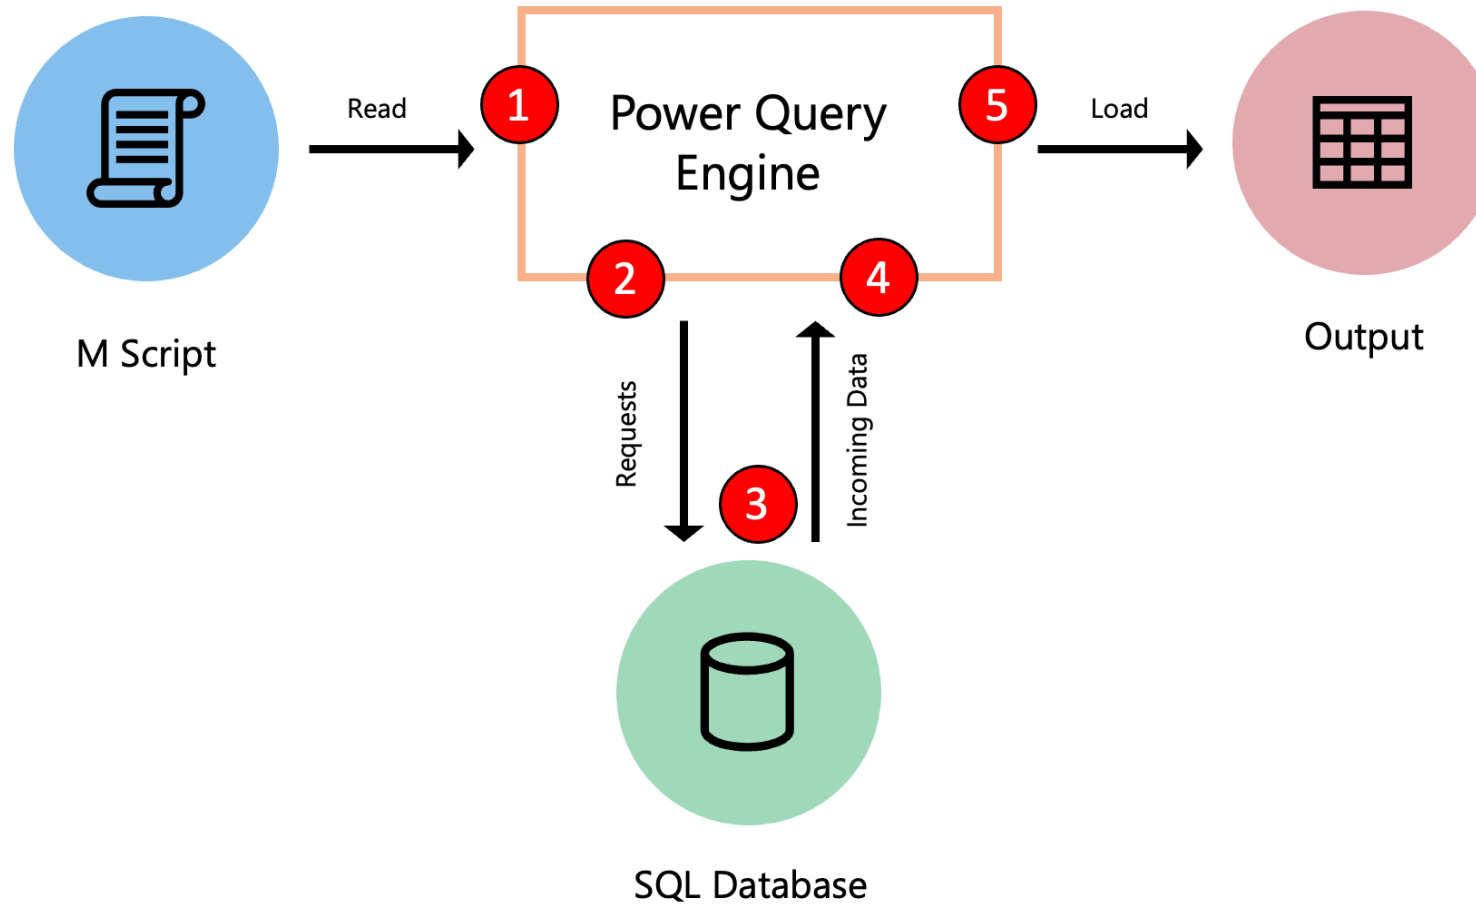 Read
1
Power Query
Engine
5
Load
M Script
2
4
Output
Requests
3
Incoming Data
SQL Database